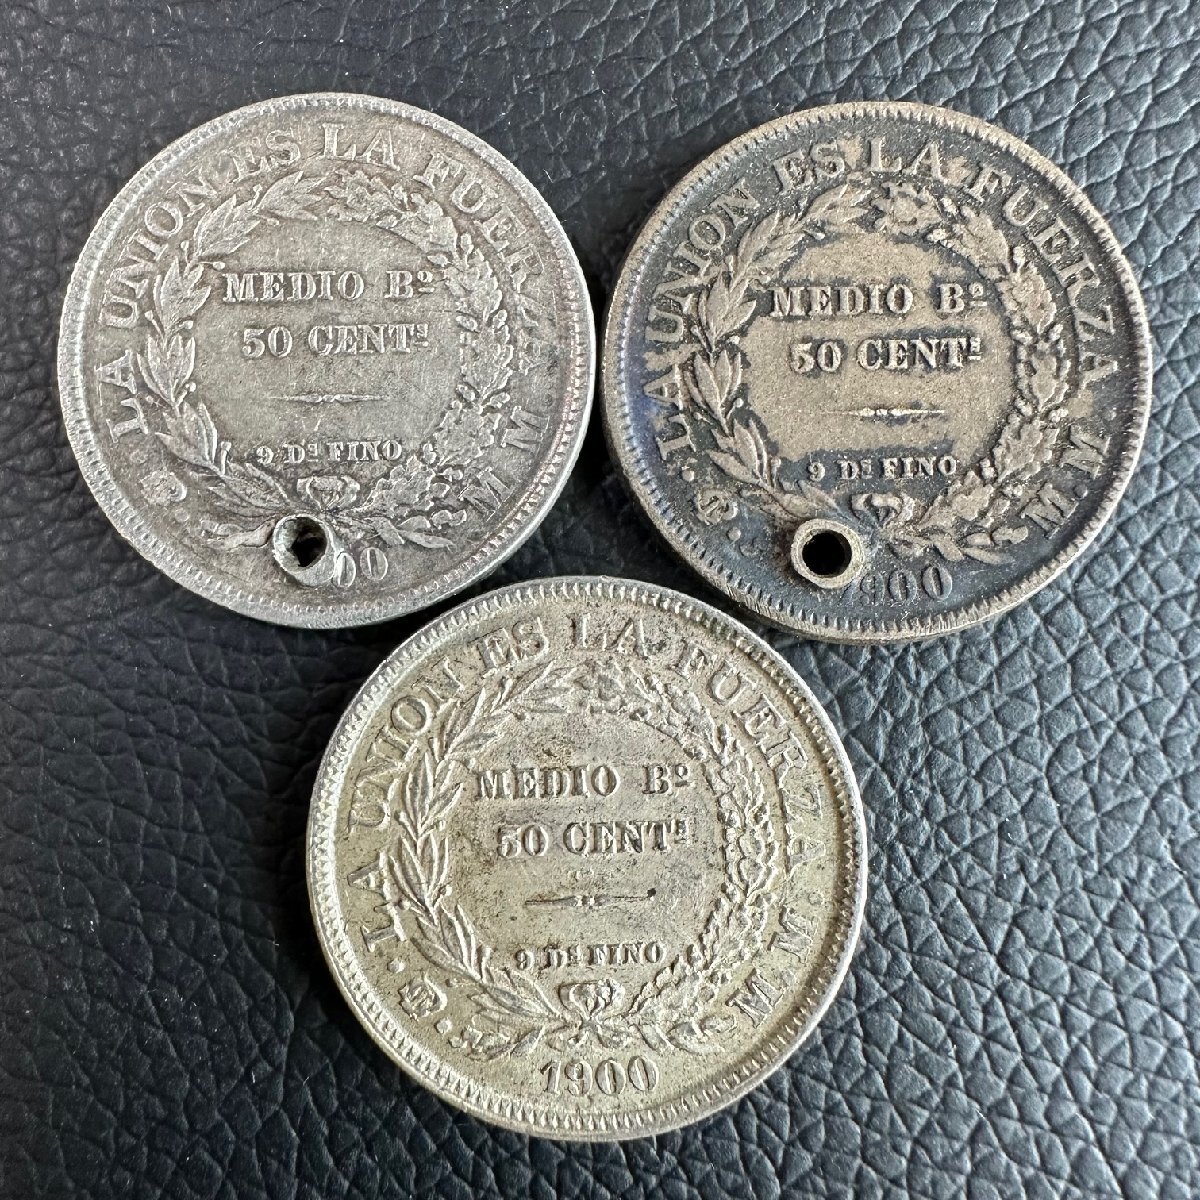 LA UNION ES LA FUERZA M.M.
MEDIO Bº
50 CENTˢ
9 Dˢ FINO
00
LA UNION ES LA FUERZA M.M.
MEDIO Bº
50 CENTˢ
9 Dˢ FINO
900
LA UNION ES LA FUERZA M.M.
MEDIO Bº
50 CENTˢ
9 Dˢ FINO
1900